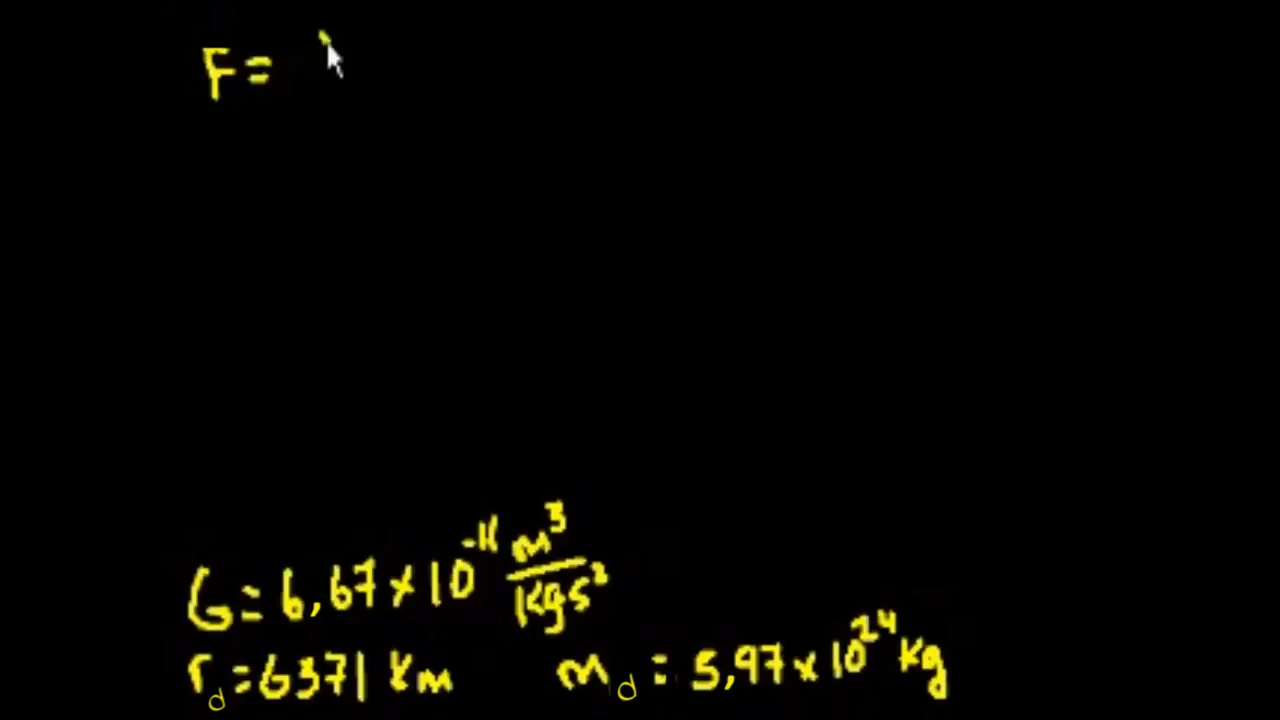 F =
G = 6,67 × 10⁻¹¹ m³/kgs²
r_d = 6371 km m_d = 5,97 × 10²⁴ kg